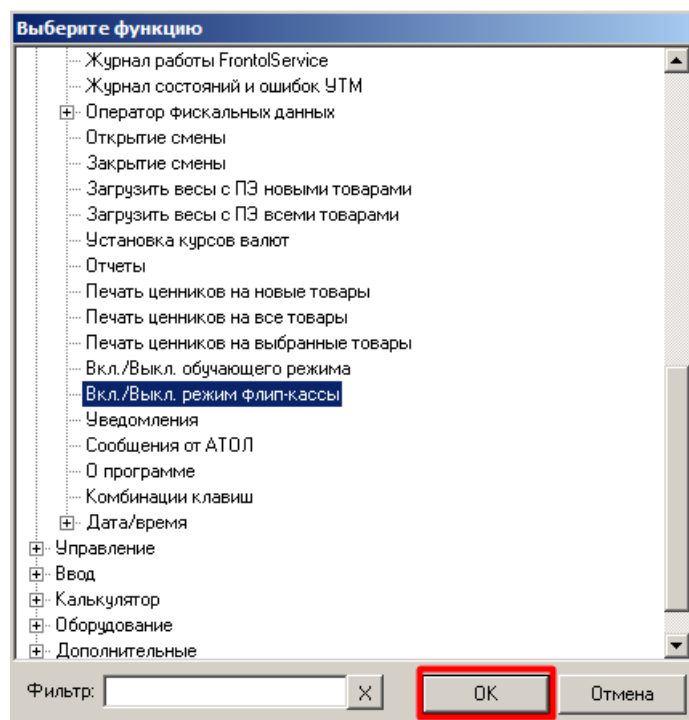 Выберите функцию
Журнал работы FrontolService
Журнал состояний и ошибок УТМ
Оператор фискальных данных
Открытие смены
Закрытие смены
Загрузить весы с ПЭ новыми товарами
Загрузить весы с ПЭ всеми товарами
Установка курсов валют
Отчеты
Печать ценников на новые товары
Печать ценников на все товары
Печать ценников на выбранные товары
Вкл./Выкл. обучающего режима
Вкл./Выкл. режим флип-кассы
Уведомления
Сообщения от АТОЛ
О программе
Комбинации клавиш
Дата/время
Управление
Ввод
Калькулятор
Оборудование
Дополнительные
Фильтр: X OK Отмена